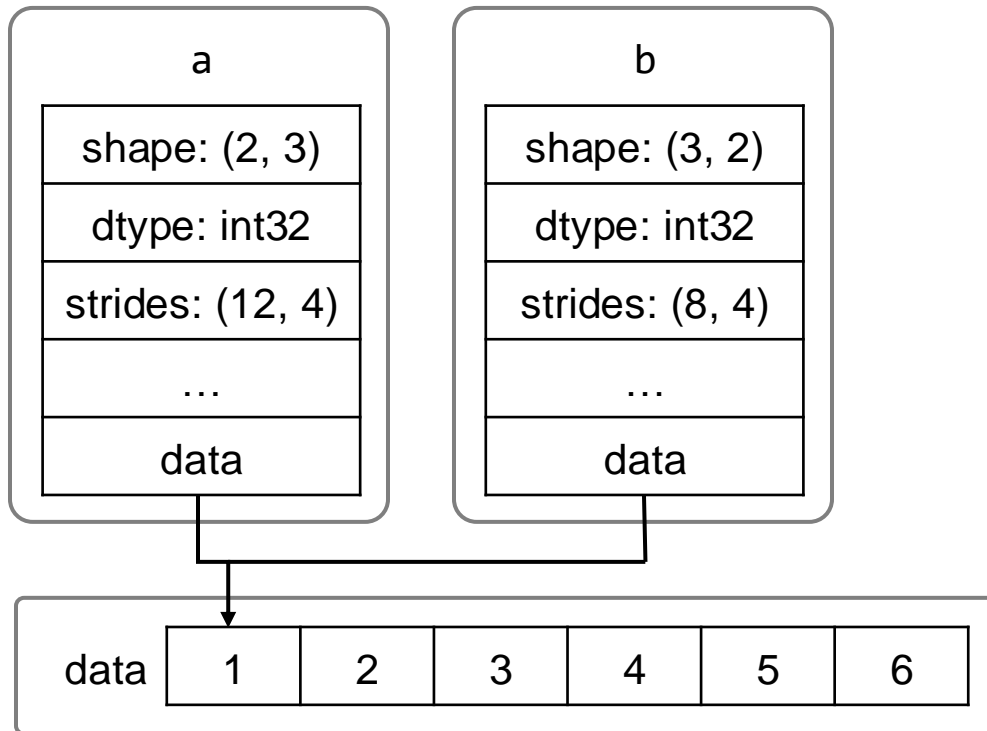 a
shape: (2, 3)
dtype: int32
strides: (12, 4)
…
data
b
shape: (3, 2)
dtype: int32
strides: (8, 4)
…
data
data 1 2 3 4 5 6